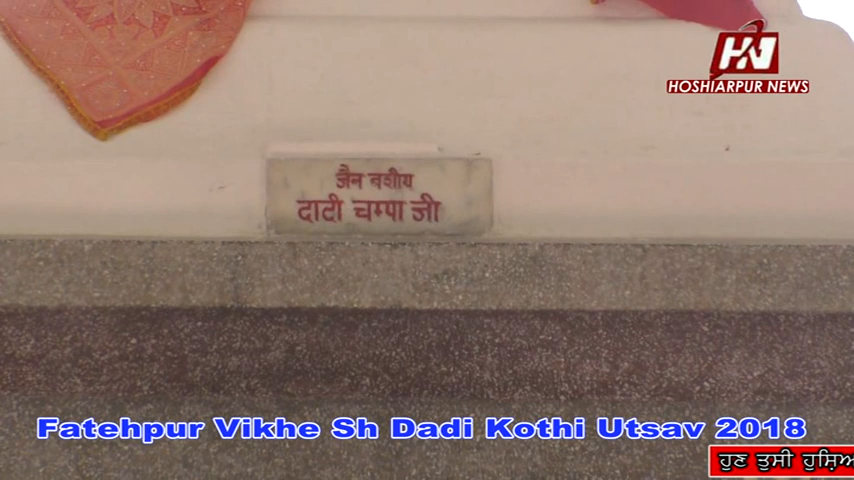 HN
HOSHIARPUR NEWS
जैन वंशीय
दादी चम्पा जी
Fatehpur Vikhe Sh Dadi Kothi Utsav 2018
ਹੁਣ ਤੁਸੀ